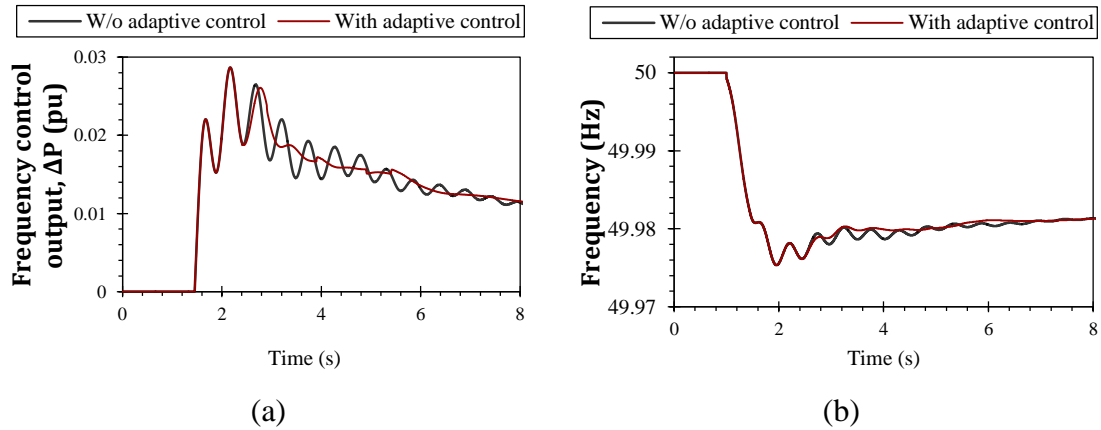 W/o adaptive control With adaptive control
Frequency control
output, ΔP (pu)
0.03
0.02
0.01
0
0 2 4 6 8
Time (s)
(a)
W/o adaptive control With adaptive control
Frequency (Hz)
50
49.99
49.98
49.97
0 2 4 6 8
Time (s)
(b)